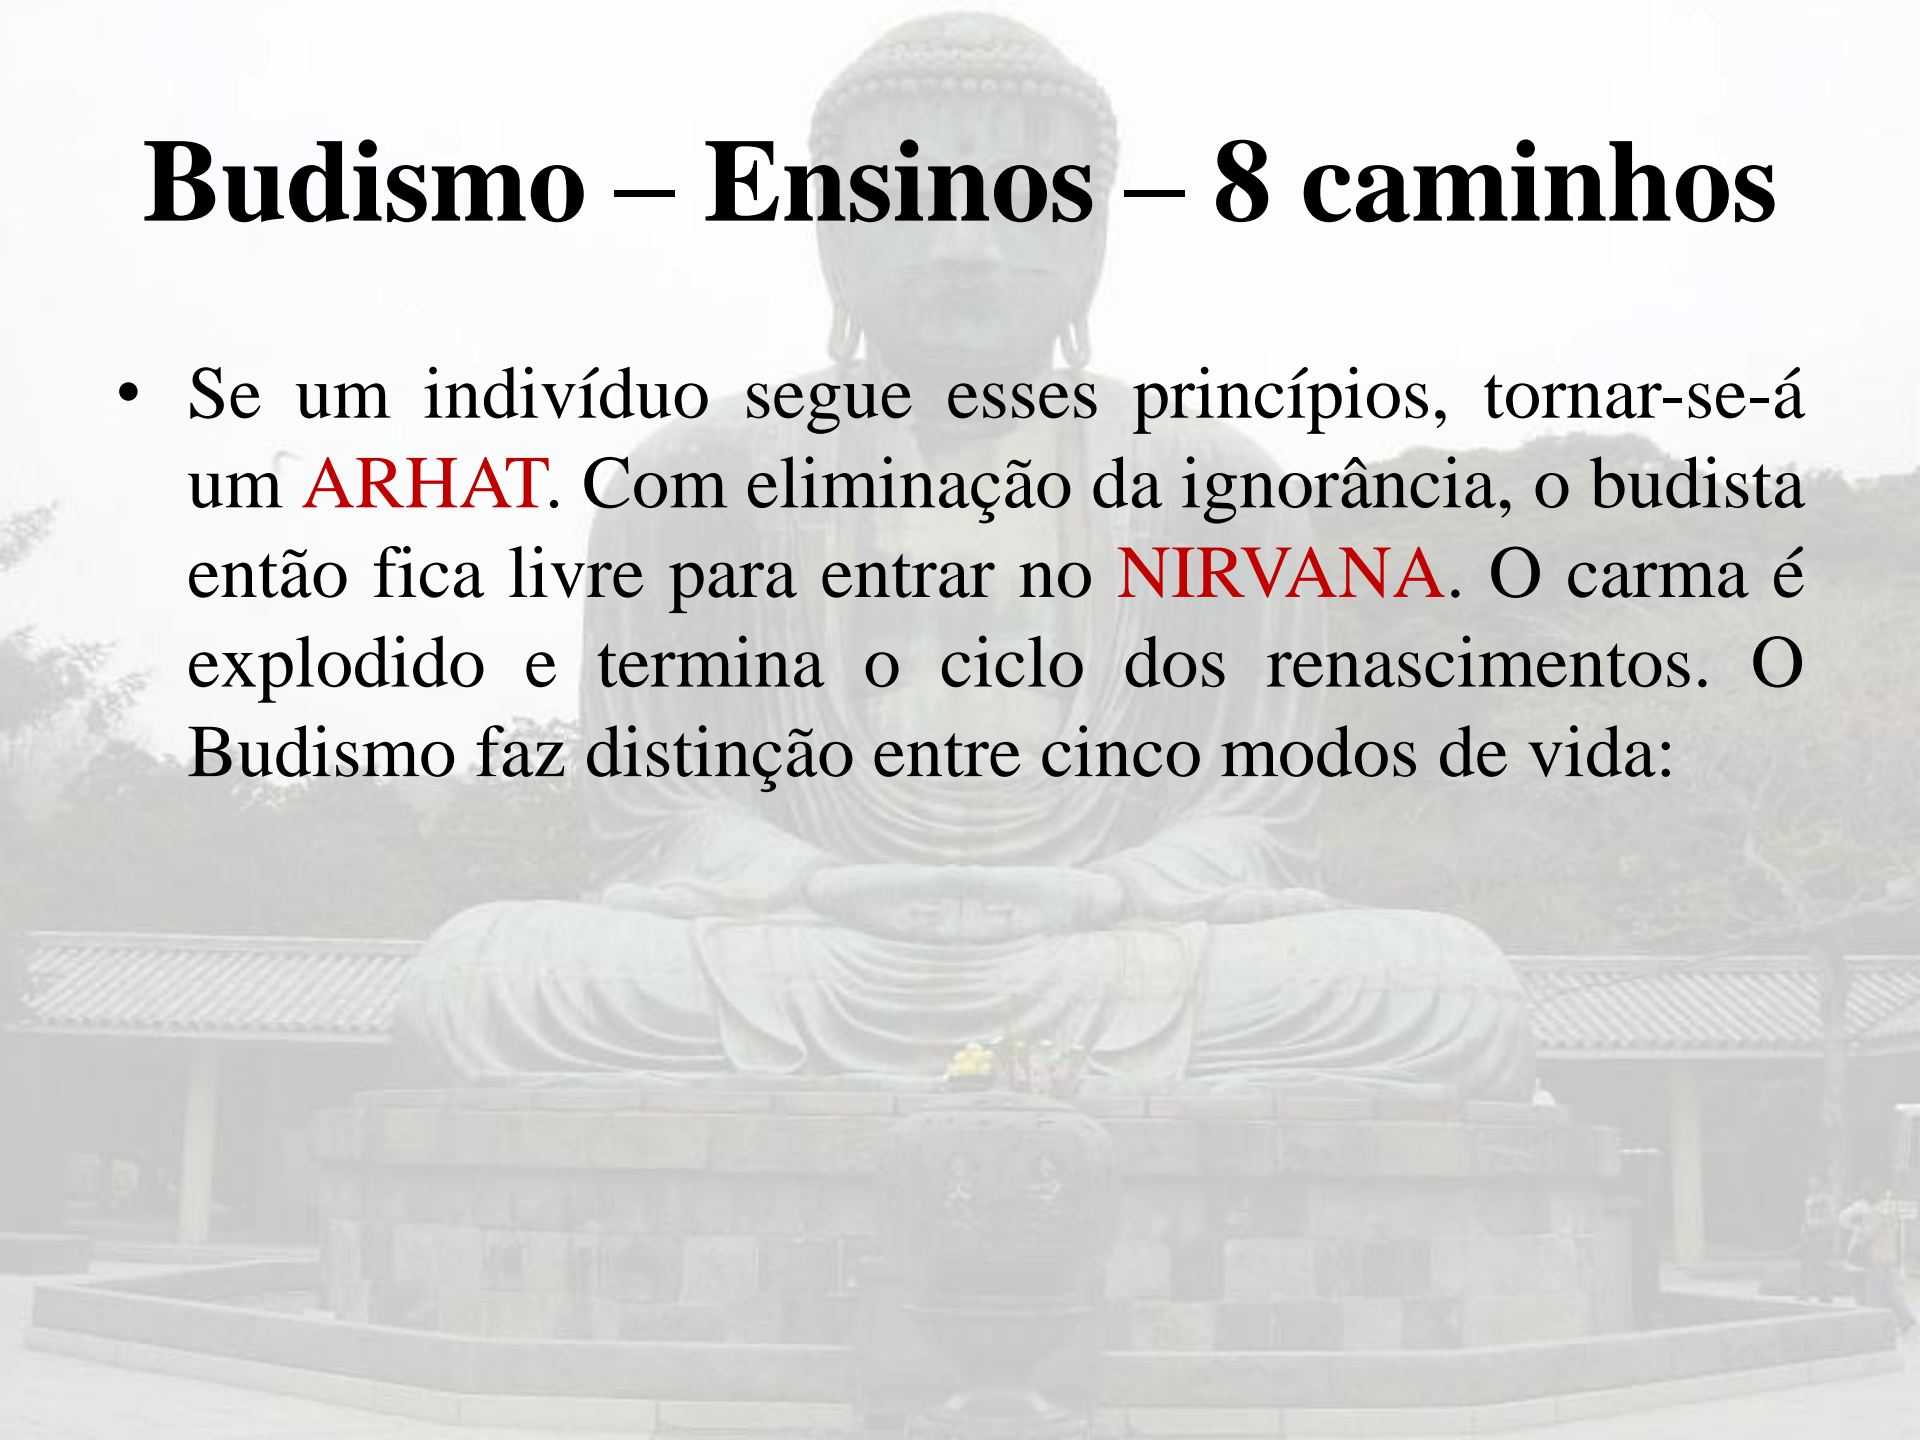 Budismo – Ensinos – 8 caminhos
• Se um indivíduo segue esses princípios, tornar-se-á
um ARHAT. Com eliminação da ignorância, o budista
então fica livre para entrar no NIRVANA. O carma é
explodido e termina o ciclo dos renascimentos. O
Budismo faz distinção entre cinco modos de vida: